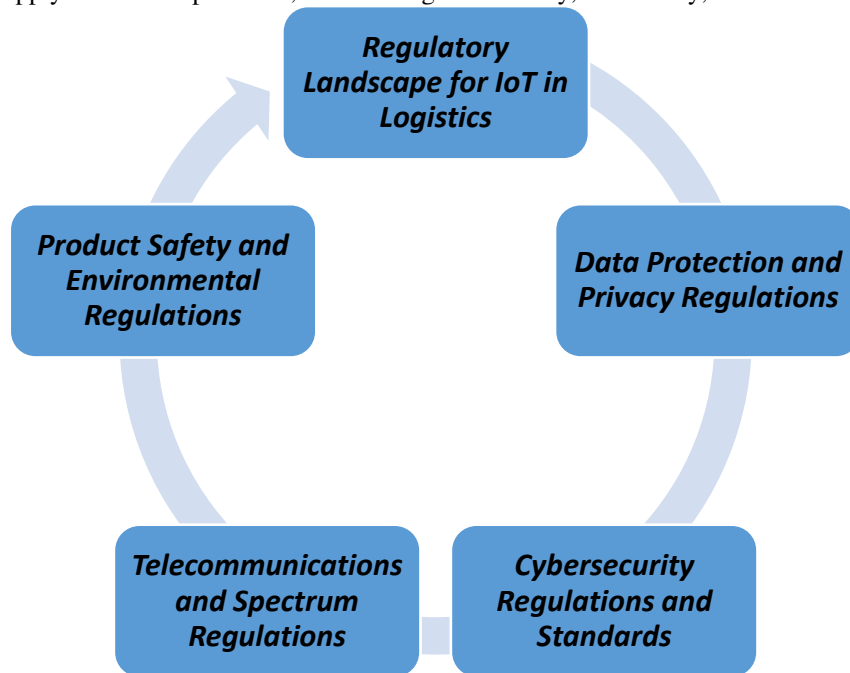 Regulatory
Landscape for IoT in
Logistics
Data Protection and
Privacy Regulations
Cybersecurity
Regulations and
Standards
Telecommunications
and Spectrum
Regulations
Product Safety and
Environmental
Regulations